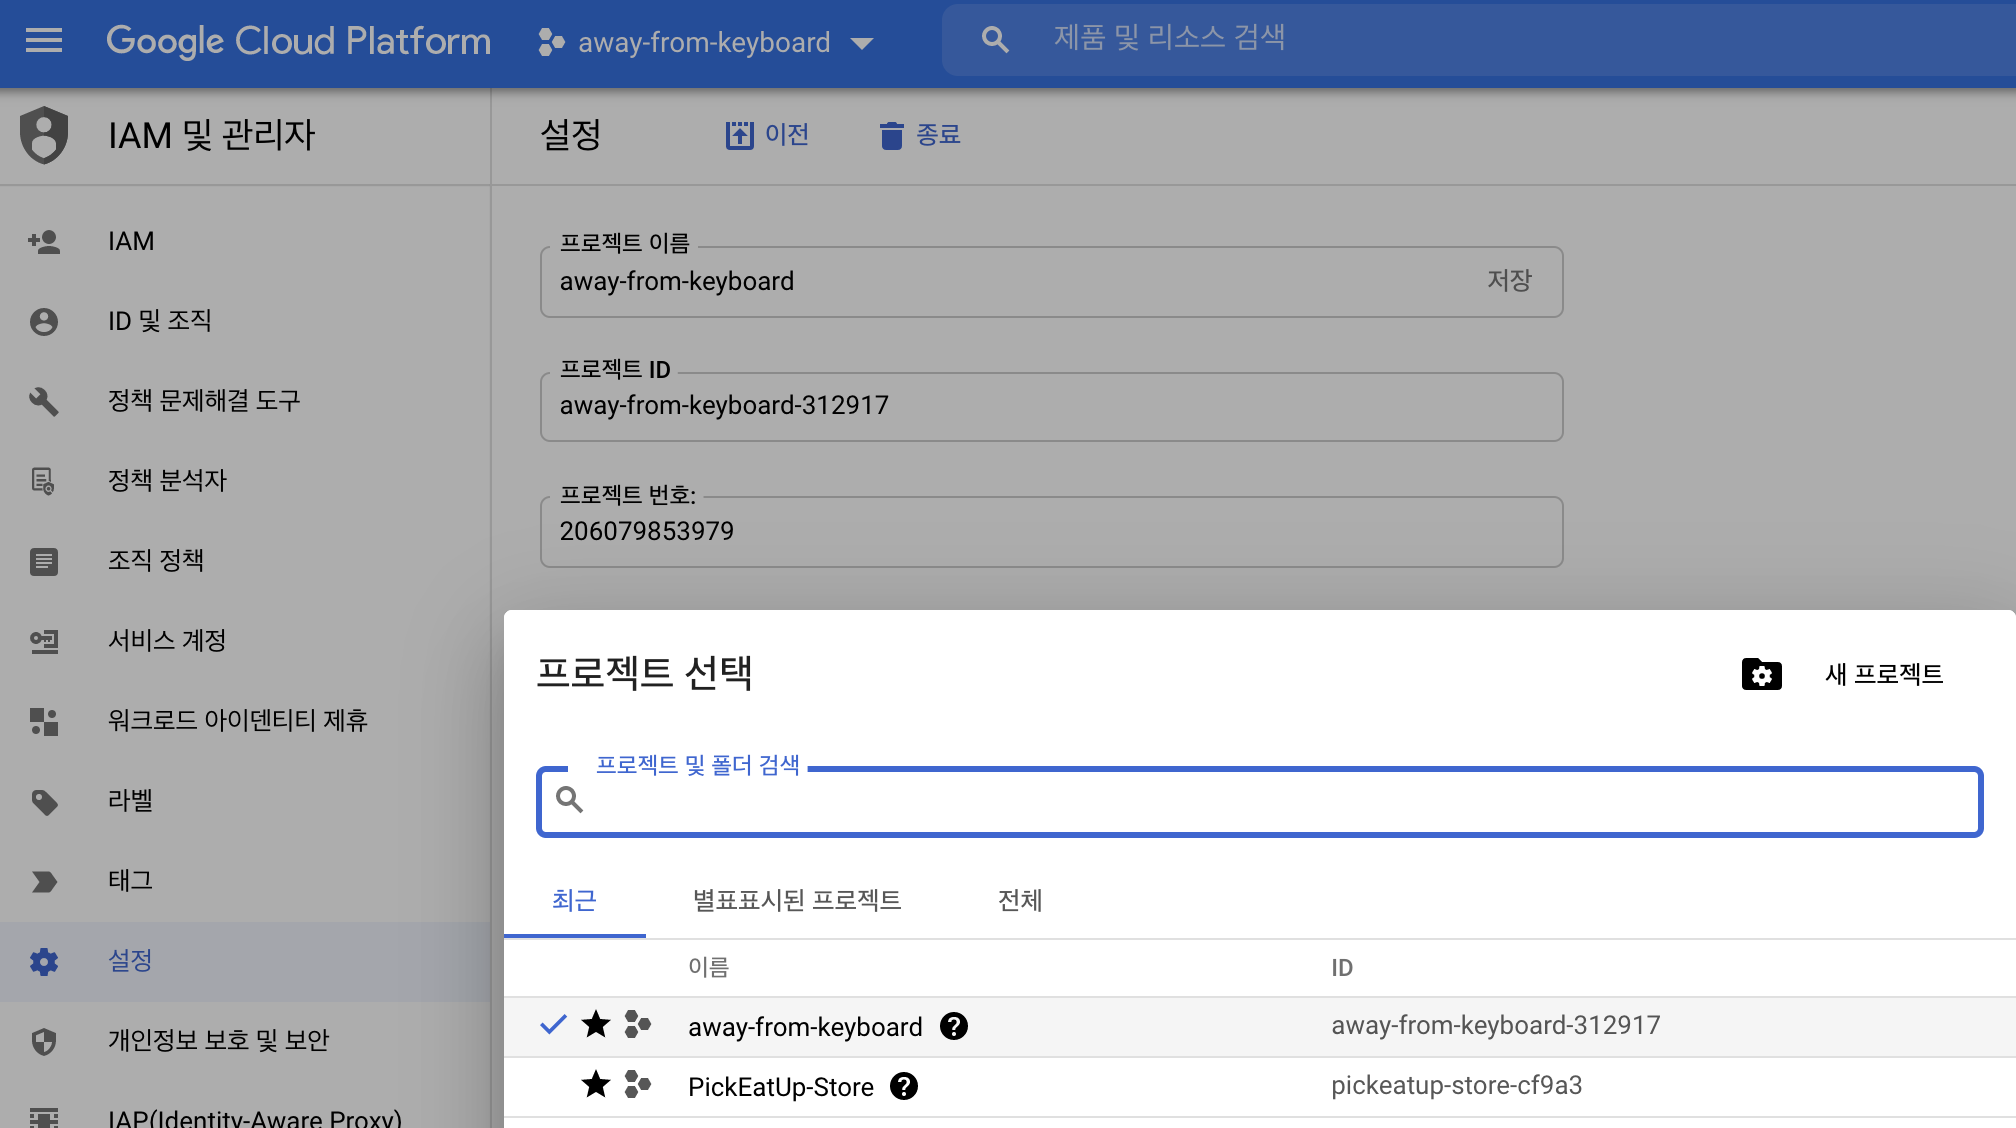 Google Cloud Platform
away-from-keyboard
제품 및 리소스 검색
IAM 및 관리자
설정
이전
종료
IAM
ID 및 조직
정책 문제해결 도구
정책 분석자
조직 정책
서비스 계정
워크로드 아이덴티티 제휴
라벨
태그
설정
개인정보 보호 및 보안
IAP(Identity-Aware Proxy)
프로젝트 이름
away-from-keyboard
저장
프로젝트 ID
away-from-keyboard-312917
프로젝트 번호:
206079853979
프로젝트 선택
새 프로젝트
프로젝트 및 폴더 검색
최근
별표표시된 프로젝트
전체
이름
ID
away-from-keyboard
away-from-keyboard-312917
PickEatUp-Store
pickeatup-store-cf9a3